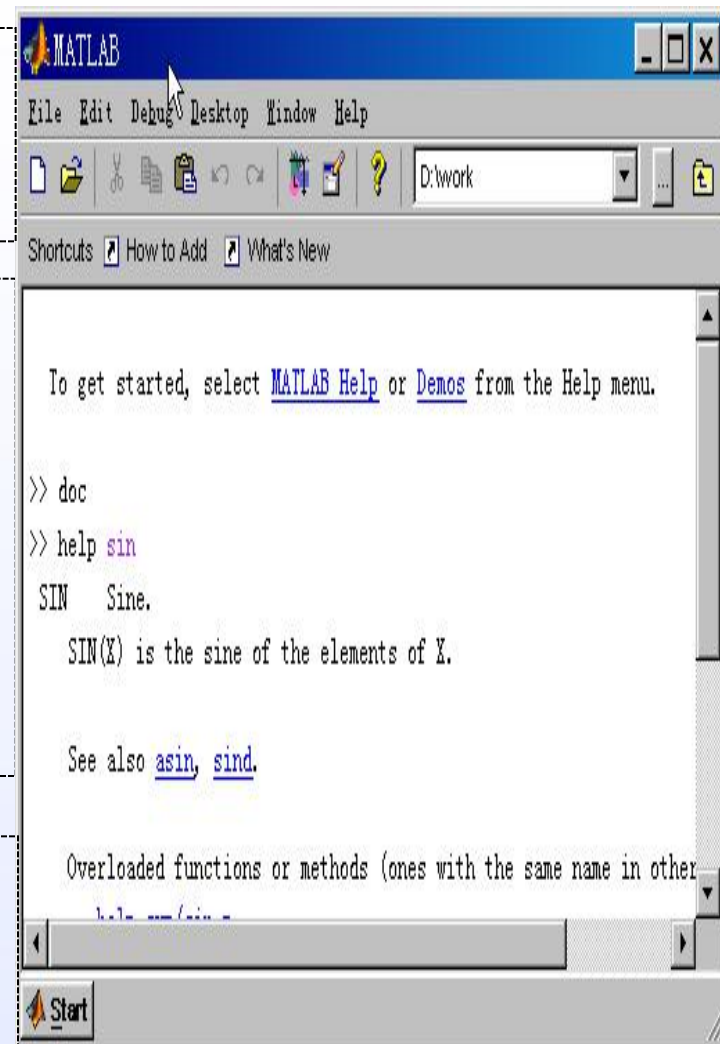 MATLAB
File Edit Debug Desktop Window Help
D:\work ...
Shortcuts How to Add What's New
To get started, select MATLAB Help or Demos from the Help menu.
>> doc
>> help sin
SIN Sine.
SIN(X) is the sine of the elements of X.
See also asin, sind.
Overloaded functions or methods (ones with the same name in other
Start